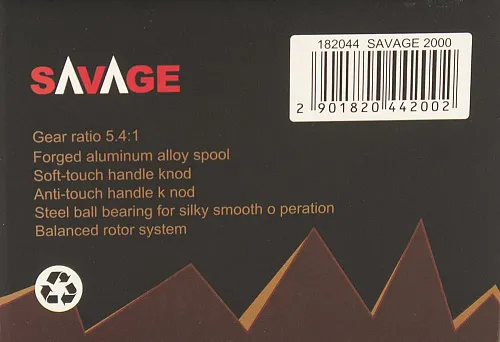 182044 SAVAGE 2000
2 901820 442002
SAVAGE
Gear ratio 5.4:1
Forged aluminum alloy spool
Soft-touch handle knod
Anti-touch handle k nod
Steel ball bearing for silky smooth o peration
Balanced rotor system